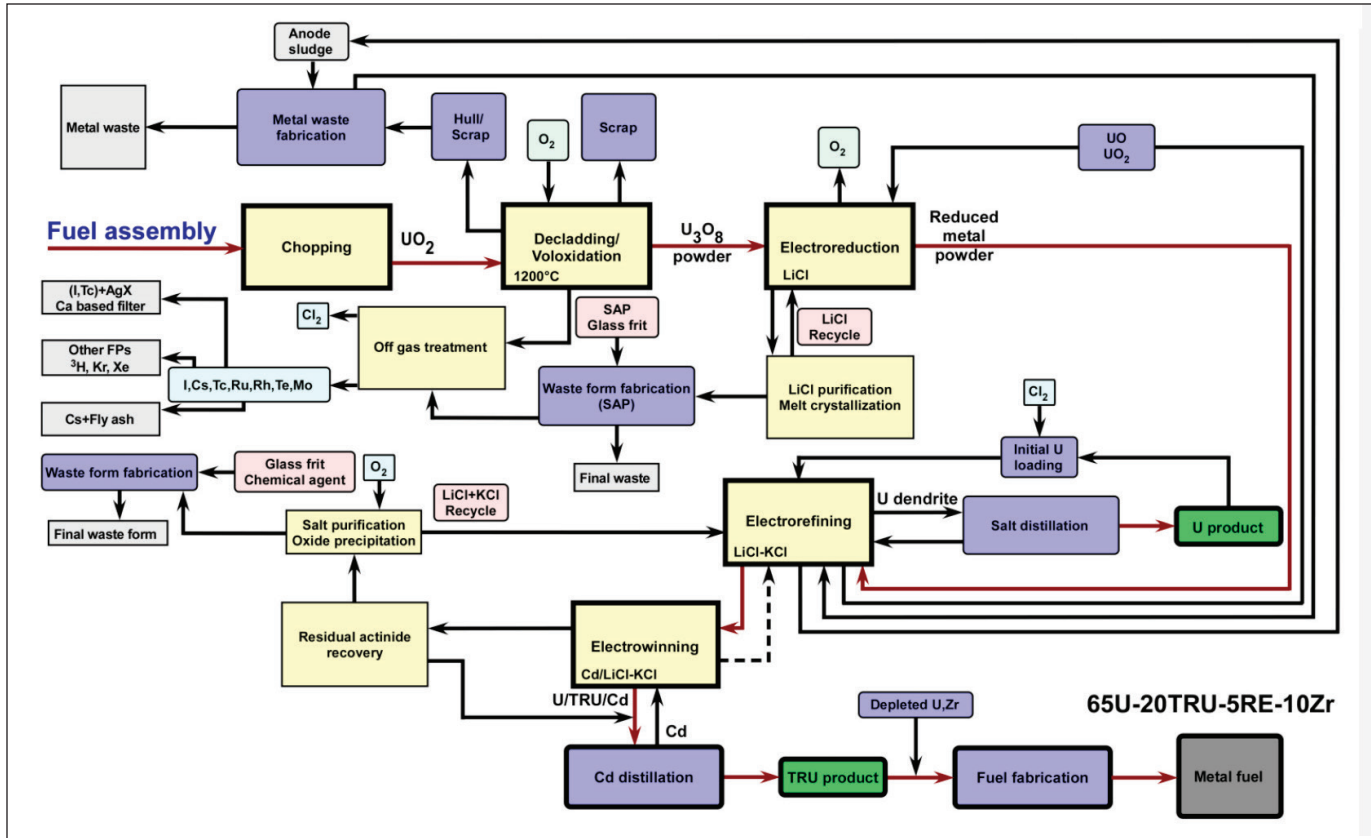 Anode
sludge
Metal waste
Metal waste
fabrication
Hull/
Scrap
O₂
Scrap
O₂
UO
UO₂
Fuel assembly
Chopping
UO₂
Decladding/
Voloxidation
1200°C
U₃O₈
powder
Electroreduction
LiCl
Reduced
metal
powder
(I,Tc)+AgX
Ca based filter
Cl₂
Off gas treatment
SAP
Glass frit
LiCl
Recycle
Other FPs
³H, Kr, Xe
I,Cs,Tc,Ru,Rh,Te,Mo
Waste form fabrication
(SAP)
LiCl purification
Melt crystallization
Cs+Fly ash
Cl₂
Waste form fabrication
Glass frit
Chemical agent
O₂
Final waste
Initial U
loading
LiCl+KCl
Recycle
Final waste form
Salt purification
Oxide precipitation
Electrorefining
LiCl-KCl
U dendrite
Salt distillation
U product
Residual actinide
recovery
Electrowinning
Cd/LiCl-KCl
U/TRU/Cd
Cd
Depleted U,Zr
65U-20TRU-5RE-10Zr
Cd distillation
TRU product
Fuel fabrication
Metal fuel